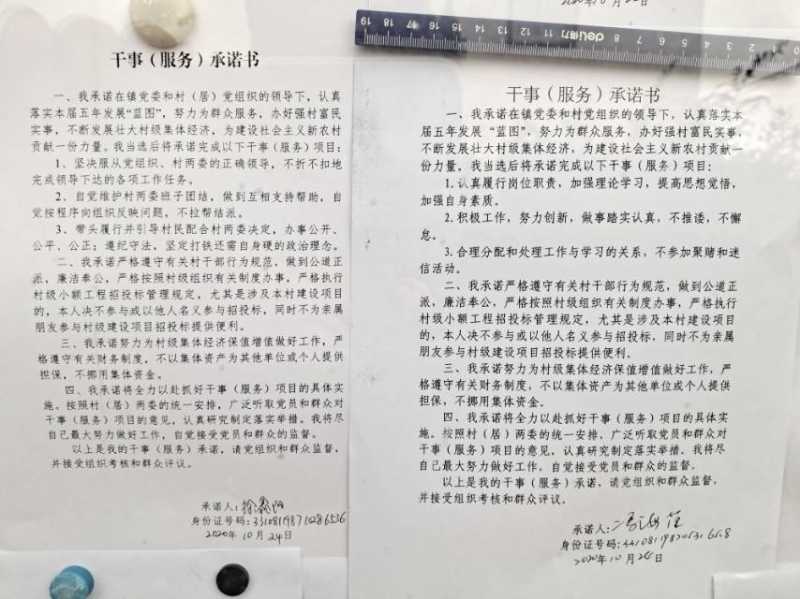 2020年10月24日
干事（服务）承诺书
一、我承诺在镇党委和村（居）党组织的领导下，认真
落实本届五年发展“蓝图”，努力为群众服务，办好强村富民
实事，不断发展壮大村级集体经济，为建设社会主义新农村
贡献一份力量。我当选后将承诺完成以下干事（服务）项目：
1、坚决服从党组织、村两委的正确领导，不折不扣地
完成领导下达的各项工作任务。
2、自觉维护村两委班子团结，做到互相支持帮助，自
觉按程序向组织反映问题，不拉帮结派。
3、带头履行并引导村民配合村两委决定，办事公开、
公平、公正；遵纪守法，坚定打铁还需自身硬的政治理念。
二、我承诺严格遵守有关村干部行为规范，做到公道正
派，廉洁奉公，严格按照村级组织有关制度办事，严格执行
村级小额工程招投标管理规定，尤其是涉及本村建设项目
的，本人决不参与或以他人名义参与招投标，同时不为亲属
朋友参与村级建设项目招投标提供便利。
三、我承诺努力为村级集体经济保值增值做好工作，严
格遵守有关财务制度，不以集体资产为其他单位或个人提供
担保，不挪用集体资金。
四、我承诺将全力以赴抓好干事（服务）项目的具体实
施。按照村（居）两委的统一安排，广泛听取党员和群众对
干事（服务）项目的意见，认真研究制定落实举措。我将尽
自己最大努力做好工作，自觉接受党员和群众的监督。
以上是我的干事（服务）承诺，请党组织和群众监督，
并接受组织考核和群众评议。
承诺人：
身份证号码：
2020年10月24日
deli得力
19 18 17 16 15 14 13 12 11 10 9 8 7 6 5 4 3 2 1 0
干事（服务）承诺书
一、我承诺在镇党委和村党组织的领导下，认真落实本
届五年发展“蓝图”，努力为群众服务，办好强村富民实事，
不断发展壮大村级集体经济，为建设社会主义新农村贡献一
份力量。我当选后将承诺完成以下干事（服务）项目：
1.认真履行岗位职责，加强理论学习，提高思想觉悟，
加强自身素质。
2.积极工作，努力创新，做事踏实认真，不推诿，不懈
怠。
3.合理分配和处理工作与学习的关系，不参加聚赌和迷
信活动。
二、我承诺严格遵守有关村干部行为规范，做到公道正
派，廉洁奉公，严格按照村级组织有关制度办事，严格执行
村级小额工程招投标管理规定，尤其是涉及本村建设项目
的，本人决不参与或以他人名义参与招投标，同时不为亲属
朋友参与村级建设项目招投标提供便利。
三、我承诺努力为村级集体经济保值增值做好工作，严
格遵守有关财务制度，不以集体资产为其他单位或个人提供
担保，不挪用集体资金。
四、我承诺将全力以赴抓好干事（服务）项目的具体实
施。按照村（居）两委的统一安排，广泛听取党员和群众对
干事（服务）项目的意见，认真研究制定落实举措。我将尽
自己最大努力做好工作，自觉接受党员和群众的监督。
以上是我的干事（服务）承诺，请党组织和群众监督，
并接受组织考核和群众评议。
承诺人：
身份证号码：
2020年10月24日